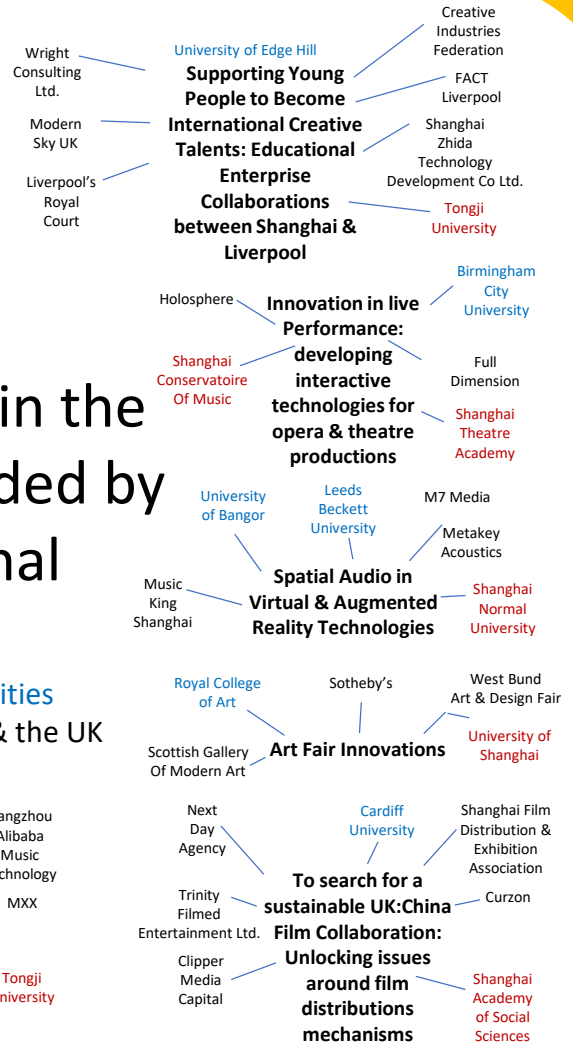 Wright
Consulting
Ltd.
Modern
Sky UK
Liverpool's
Royal
Court
University of Edge Hill
Supporting Young
People to Become
International Creative
Talents: Educational
Enterprise
Collaborations
between Shanghai &
Liverpool
Creative
Industries
Federation
FACT
Liverpool
Shanghai
Zhida
Technology
Development Co Ltd.
Tongji
University
Holosphere
Shanghai
Conservatoire
Of Music
Innovation in live
Performance:
developing
interactive
technologies for
opera & theatre
productions
Birmingham
City
University
Full
Dimension
Shanghai
Theatre
Academy
in the
ded by
nal
University
of Bangor
Leeds
Beckett
University
M7 Media
Metakey
Acoustics
Music
King
Shanghai
Spatial Audio in
Virtual & Augmented
Reality Technologies
Shanghai
Normal
University
ities
& the UK
Royal College
of Art
Sotheby's
West Bund
Art & Design Fair
Scottish Gallery
Of Modern Art
Art Fair Innovations
University of
Shanghai
angzhou
Alibaba
Music
chnology
MXX
Tongji
niversity
Next
Day
Agency
Trinity
Filmed
Entertainment Ltd.
Clipper
Media
Capital
Cardiff
University
To search for a
sustainable UK:China
Film Collaboration:
Unlocking issues
around film
distributions
mechanisms
Shanghai Film
Distribution &
Exhibition
Association
Curzon
Shanghai
Academy
of Social
Sciences